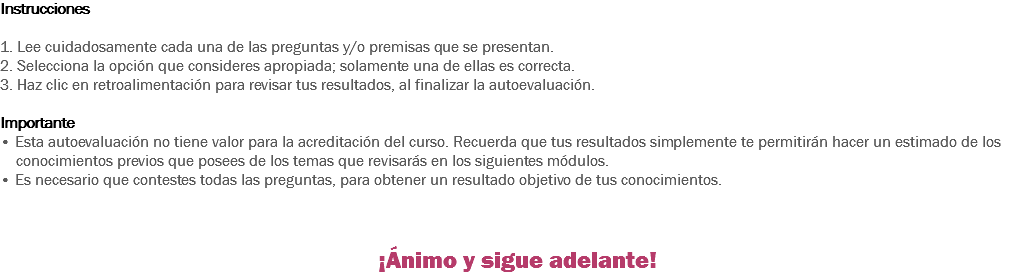 Instrucciones
1. Lee cuidadosamente cada una de las preguntas y/o premisas que se presentan.
2. Selecciona la opción que consideres apropiada; solamente una de ellas es correcta.
3. Haz clic en retroalimentación para revisar tus resultados, al finalizar la autoevaluación.
Importante
• Esta autoevaluación no tiene valor para la acreditación del curso. Recuerda que tus resultados simplemente te permitirán hacer un estimado de los
conocimientos previos que posees de los temas que revisarás en los siguientes módulos.
• Es necesario que contestes todas las preguntas, para obtener un resultado objetivo de tus conocimientos.
¡Ánimo y sigue adelante!